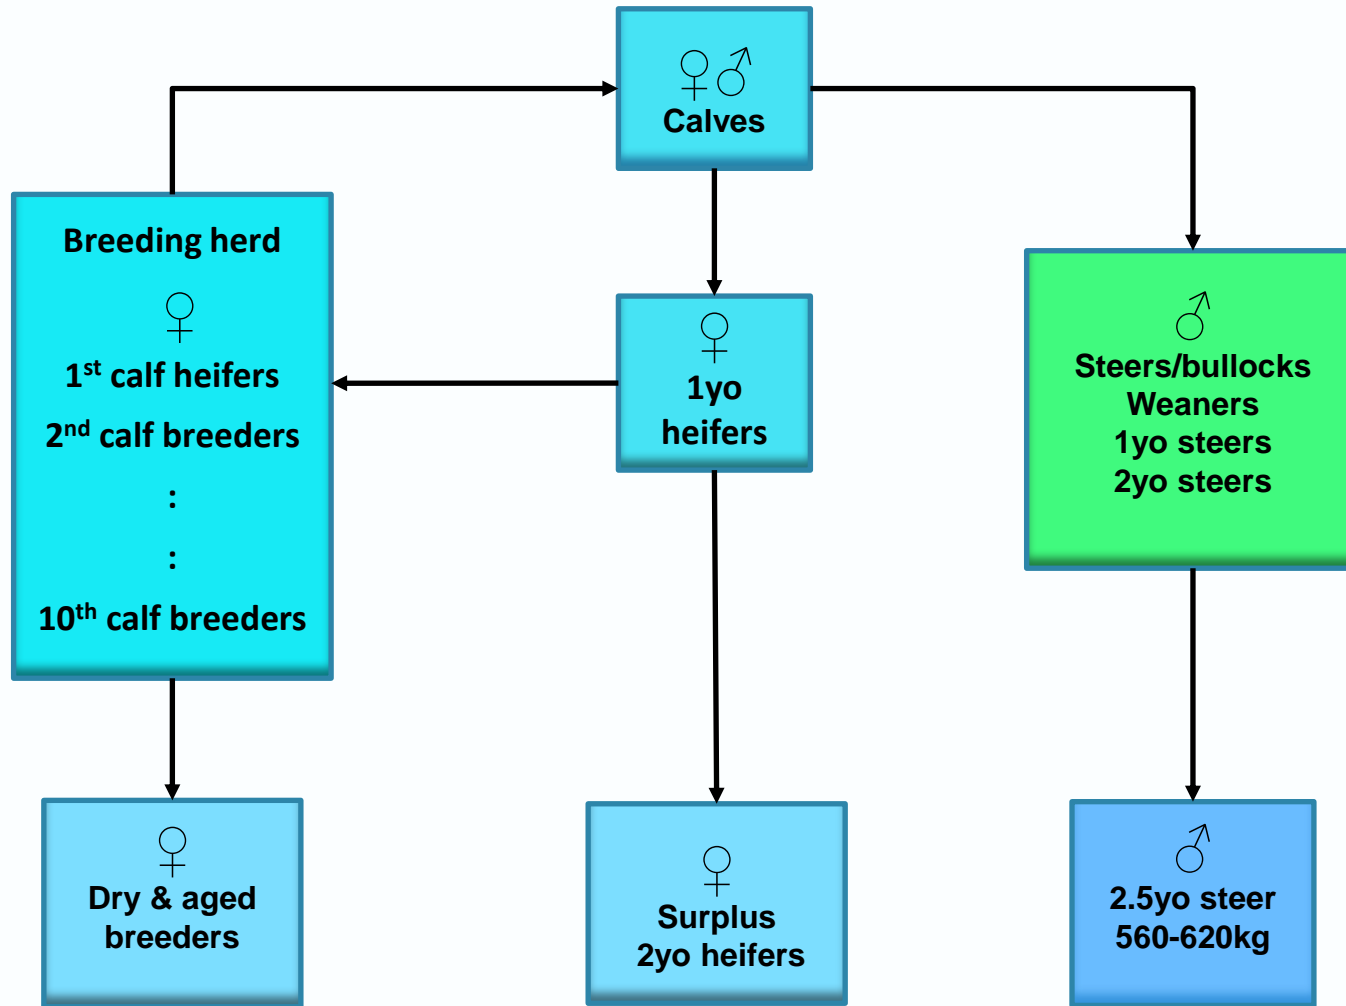 ♀♂
Calves
Breeding herd
♀
1st calf heifers
2nd calf breeders
:
:
10th calf breeders
♀
1yo
heifers
♂
Steers/bullocks
Weaners
1yo steers
2yo steers
♀
Dry & aged
breeders
♀
Surplus
2yo heifers
♂
2.5yo steer
560-620kg